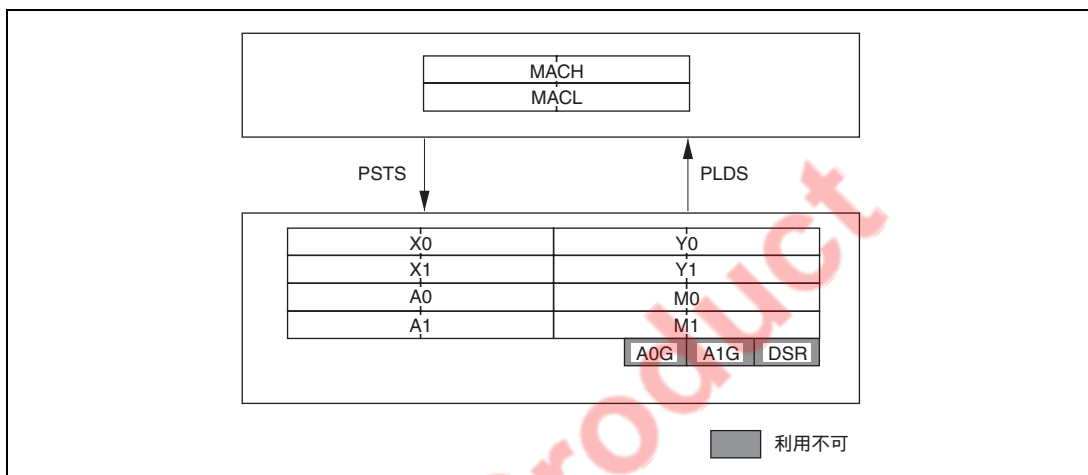 MACH
MACL
PSTS PLDS
X0 Y0
X1 Y1
A0 M0
A1 M1
A0G A1G DSR
利用不可
roduct